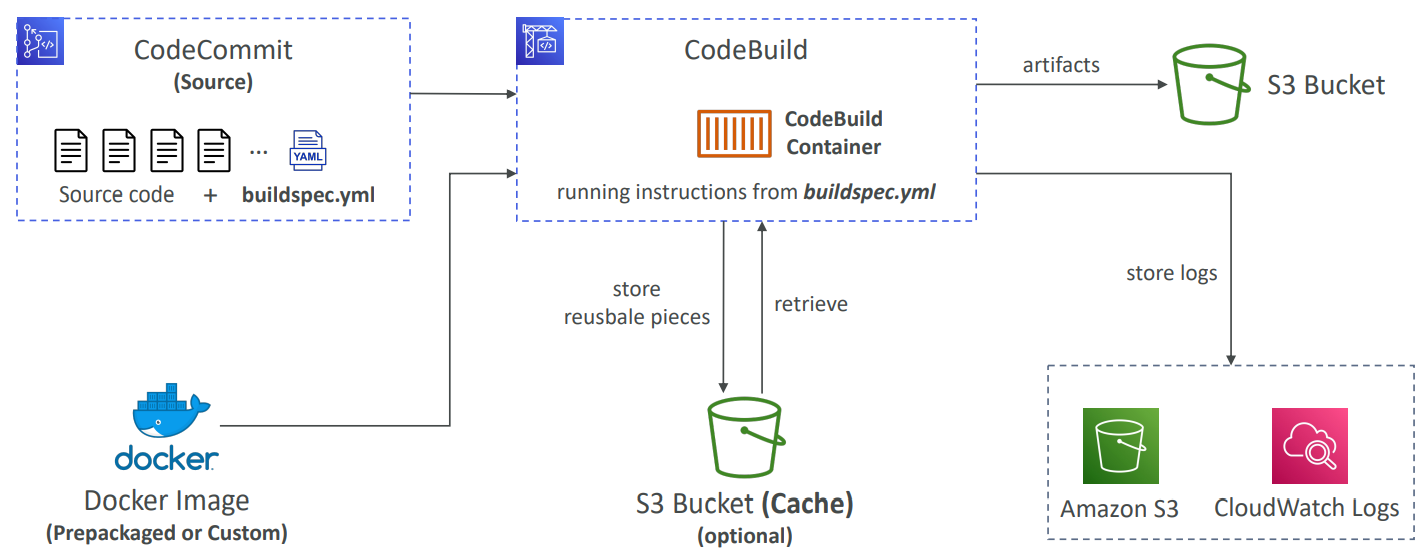 CodeCommit
(Source)
...
YAML
Source code + buildspec.yml
CodeBuild
CodeBuild
Container
running instructions from buildspec.yml
artifacts
S3 Bucket
store
reusbale pieces
retrieve
store logs
docker
Docker Image
(Prepackaged or Custom)
S3 Bucket (Cache)
(optional)
Amazon S3
CloudWatch Logs